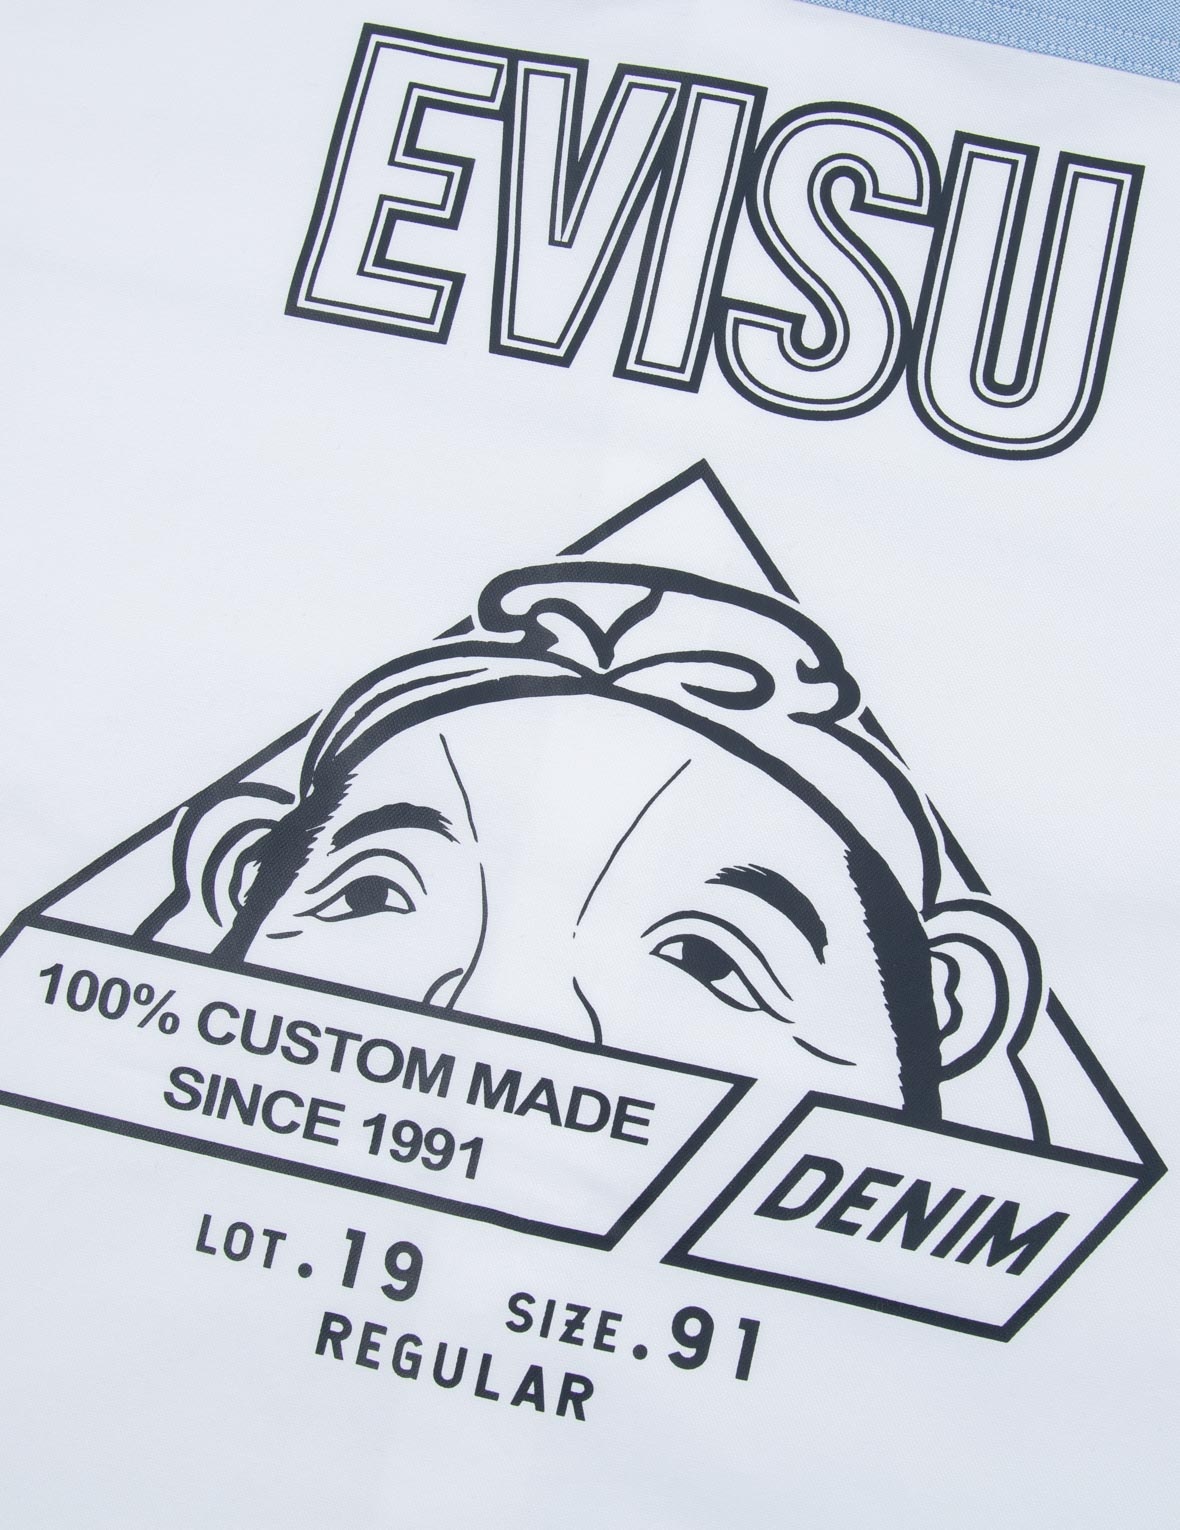 EVISU
100% CUSTOM MADE
SINCE 1991
DENIM
LOT.19 SIZE.91
REGULAR